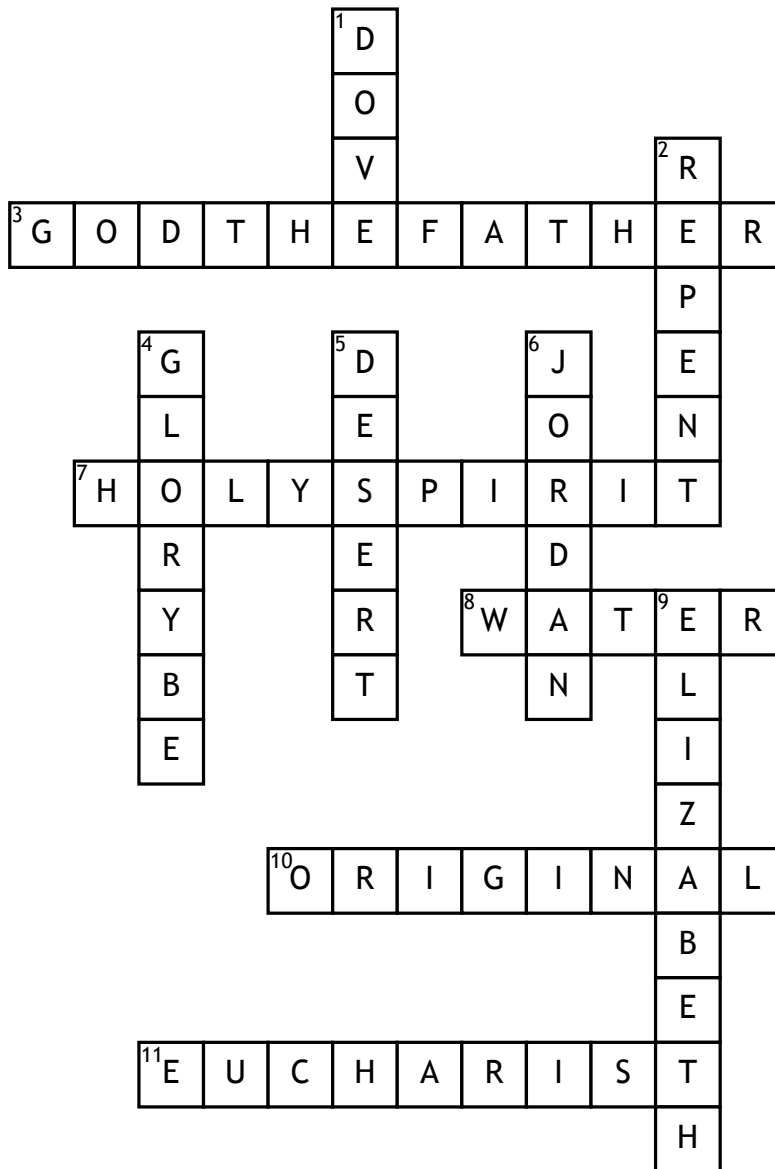 1 D
O
V 2 R
3 G O D T H E F A T H E R
P
4 G 5 D 6 J E
L E O N
7 H O L Y S P I R I T
R E D
Y R 8 W A T 9 E R
B T N L
E I
Z
10 O R I G I N A L
B
E
11 E U C H A R I S T
H